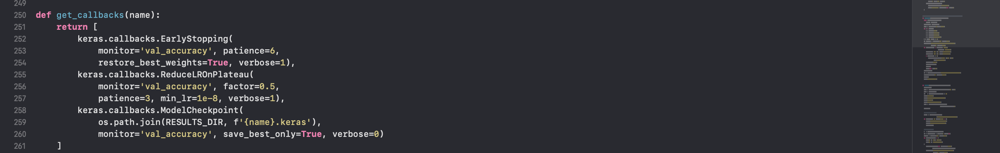 249
250 def get_callbacks(name):
251     return [
252         keras.callbacks.EarlyStopping(
253             monitor='val_accuracy', patience=6,
254             restore_best_weights=True, verbose=1),
255         keras.callbacks.ReduceLROnPlateau(
256             monitor='val_accuracy', factor=0.5,
257             patience=3, min_lr=1e-8, verbose=1),
258         keras.callbacks.ModelCheckpoint(
259             os.path.join(RESULTS_DIR, f'{name}.keras'),
260             monitor='val_accuracy', save_best_only=True, verbose=0)
261     ]